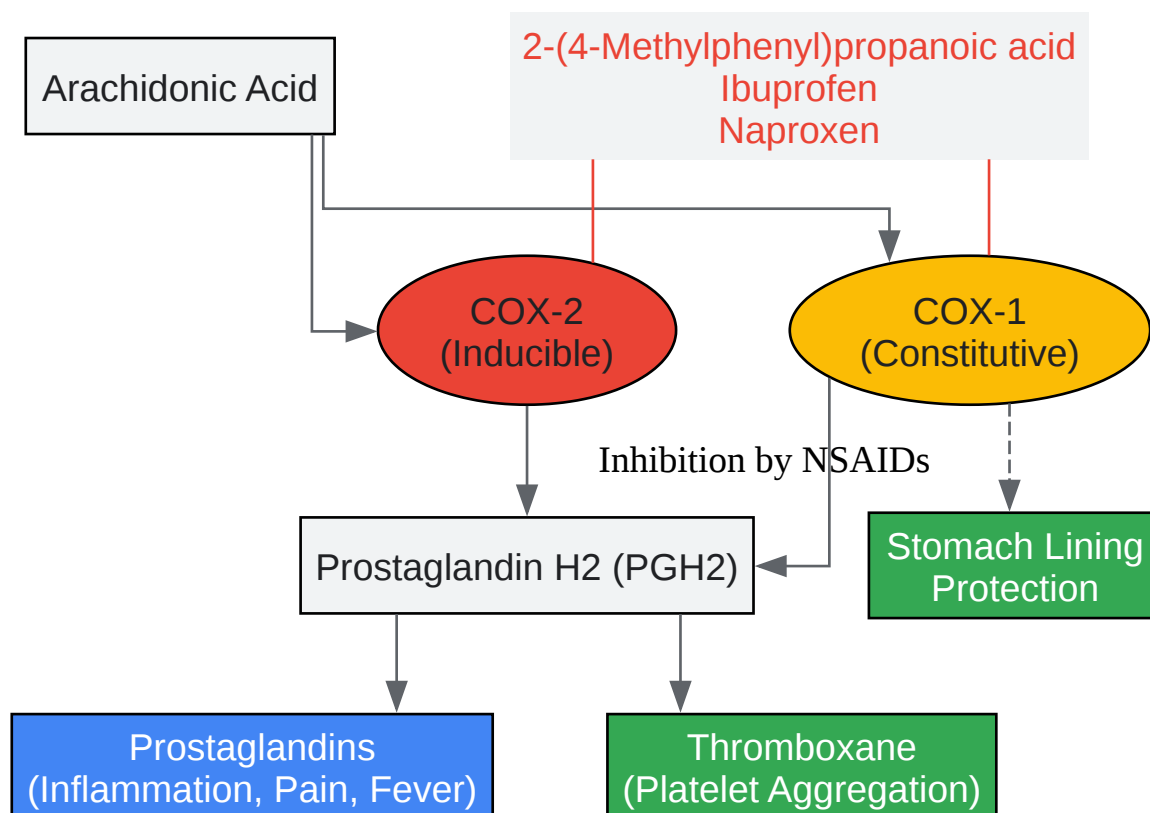 Arachidonic Acid
2-(4-Methylphenyl)propanoic acid
Ibuprofen
Naproxen
COX-2
(Inducible)
COX-1
(Constitutive)
Inhibition by NSAIDs
Prostaglandin H2 (PGH2)
Stomach Lining
Protection
Prostaglandins
(Inflammation, Pain, Fever)
Thromboxane
(Platelet Aggregation)